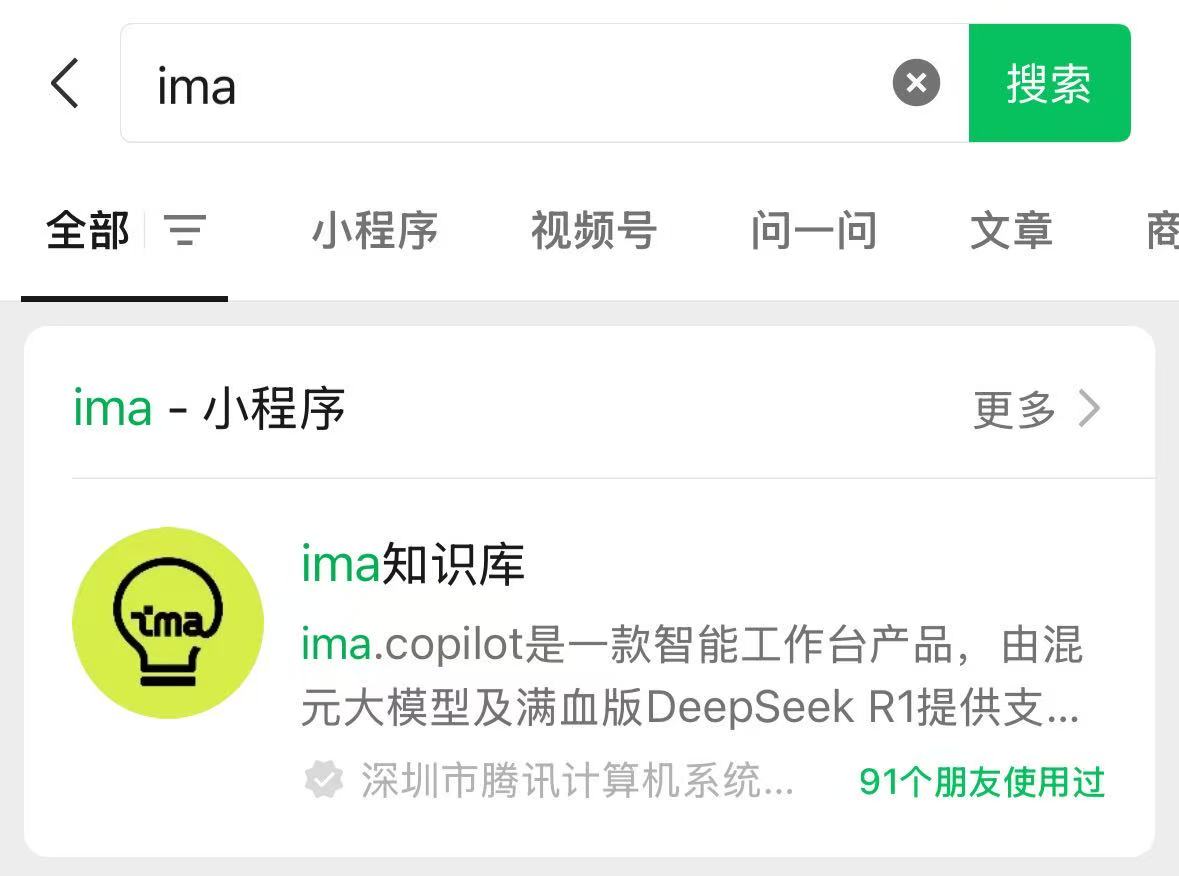 ima
搜索
全部
小程序
视频号
问一问
文章
商
ima - 小程序
更多
ima
ima知识库
ima.copilot是一款智能工作台产品，由混
元大模型及满血版DeepSeek R1提供支...
深圳市腾讯计算机系统...
91个朋友使用过